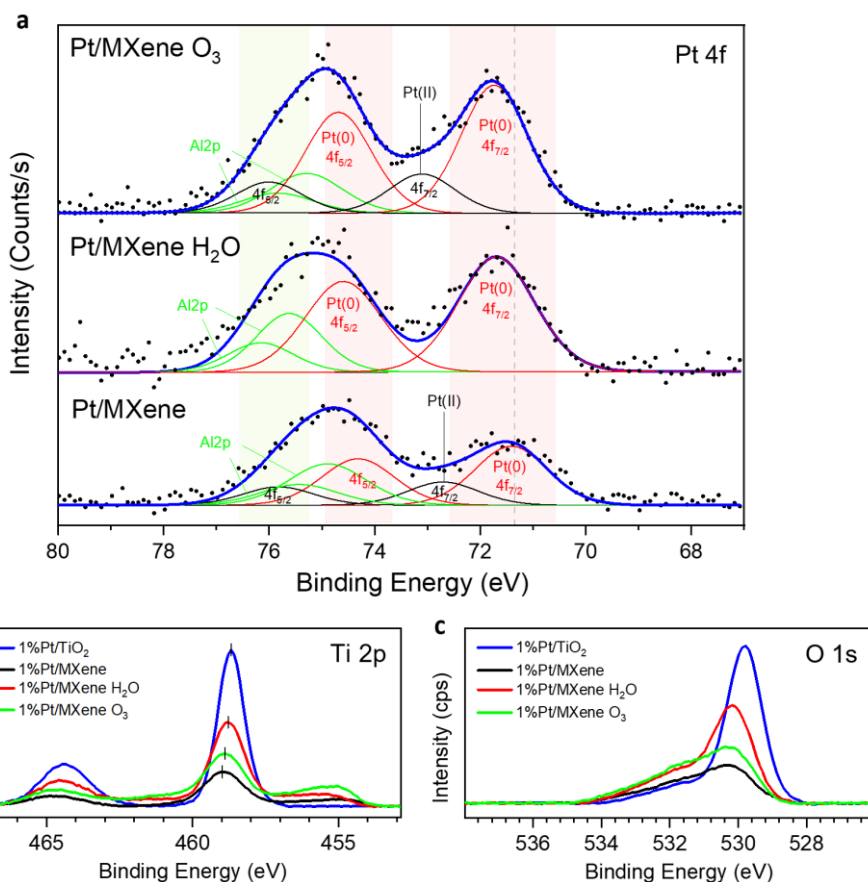 a
Pt/MXene O₃
Pt 4f
Pt(II)
Pt(0)
4f₅/₂
Pt(0)
4f₇/₂
Al2p
4f₅/₂
4f₇/₂
Pt/MXene H₂O
Al2p
Pt(0)
4f₅/₂
Pt(0)
4f₇/₂
Pt/MXene
Pt(II)
Al2p
4f₅/₂
4f₅/₂
4f₇/₂
Pt(0)
4f₇/₂
Intensity (Counts/s)
80 78 76 74 72 70 68
Binding Energy (eV)
1%Pt/TiO₂
1%Pt/MXene
1%Pt/MXene H₂O
1%Pt/MXene O₃
Ti 2p
465 460 455
Binding Energy (eV)
c
1%Pt/TiO₂
1%Pt/MXene
1%Pt/MXene H₂O
1%Pt/MXene O₃
O 1s
Intensity (cps)
536 534 532 530 528
Binding Energy (eV)